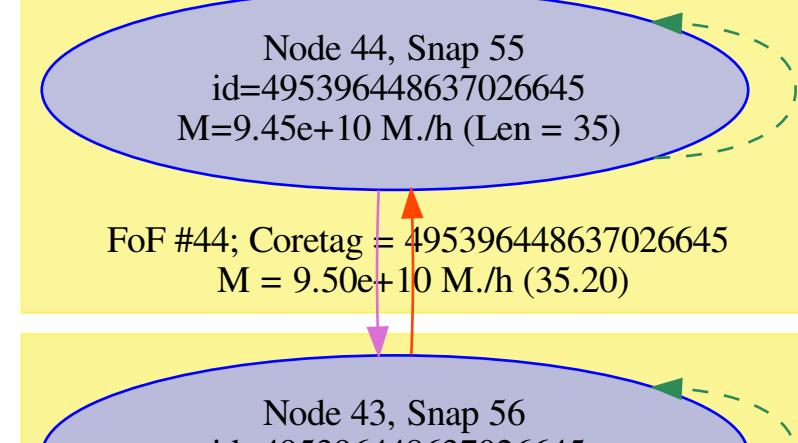 Node 44, Snap 55
id=495396448637026645
M=9.45e+10 M./h (Len = 35)
FoF #44; Coretag = 495396448637026645
M = 9.50e+10 M./h (35.20)
Node 43, Snap 56